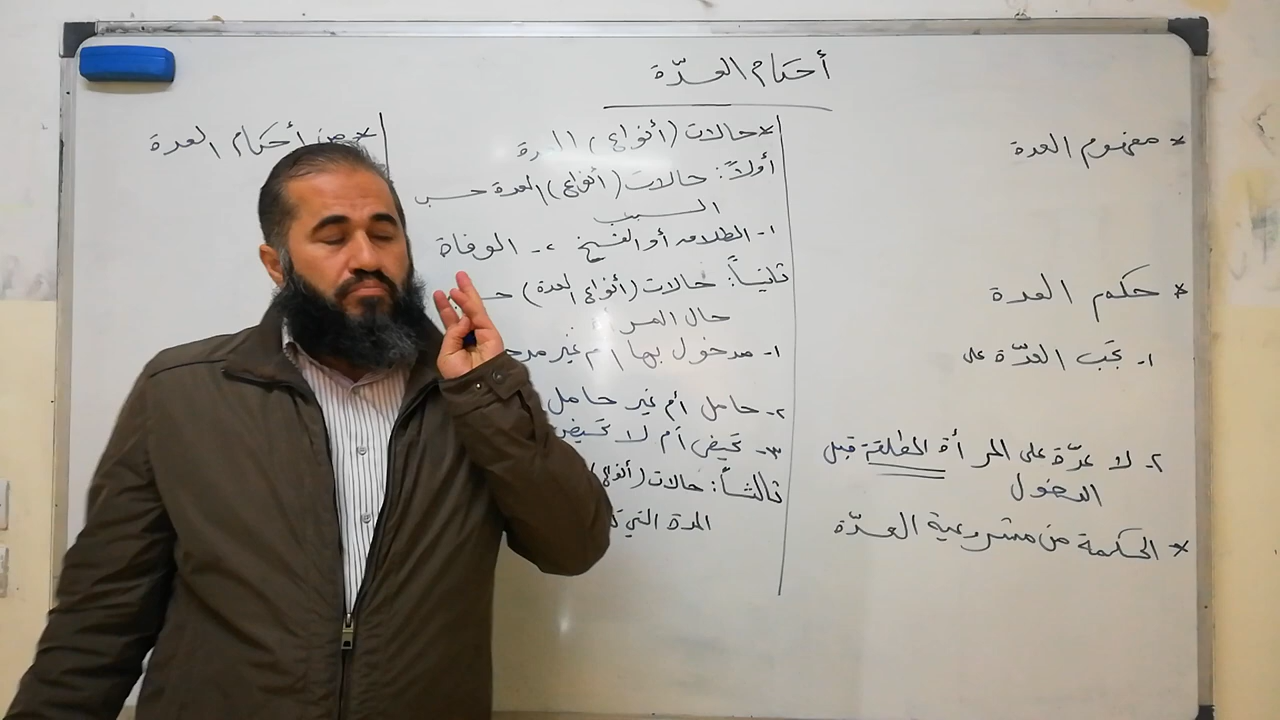 أحكام العدّة
* مفهوم العدة
* حكم العدة
١- تجب العدّة على
٢- لا عدّة على المرأة المطلقة قبل
الدخول
* الحكمة من مشروعية العدّة
* حالات (أنواع) العدة
أولاً: حالات (أنواع) العدة حسب
السبب
١- الطلاق أو الفسخ ٢- الوفاة
ثانياً: حالات (أنواع العدة)
حال المرأة
١- مدخول بها أم غير
٢- حامل أم غير حامل
٣- تحيض أم لا تحيض
ثالثاً: حالات (أنواع)
المدة التي
* من أحكام العدة